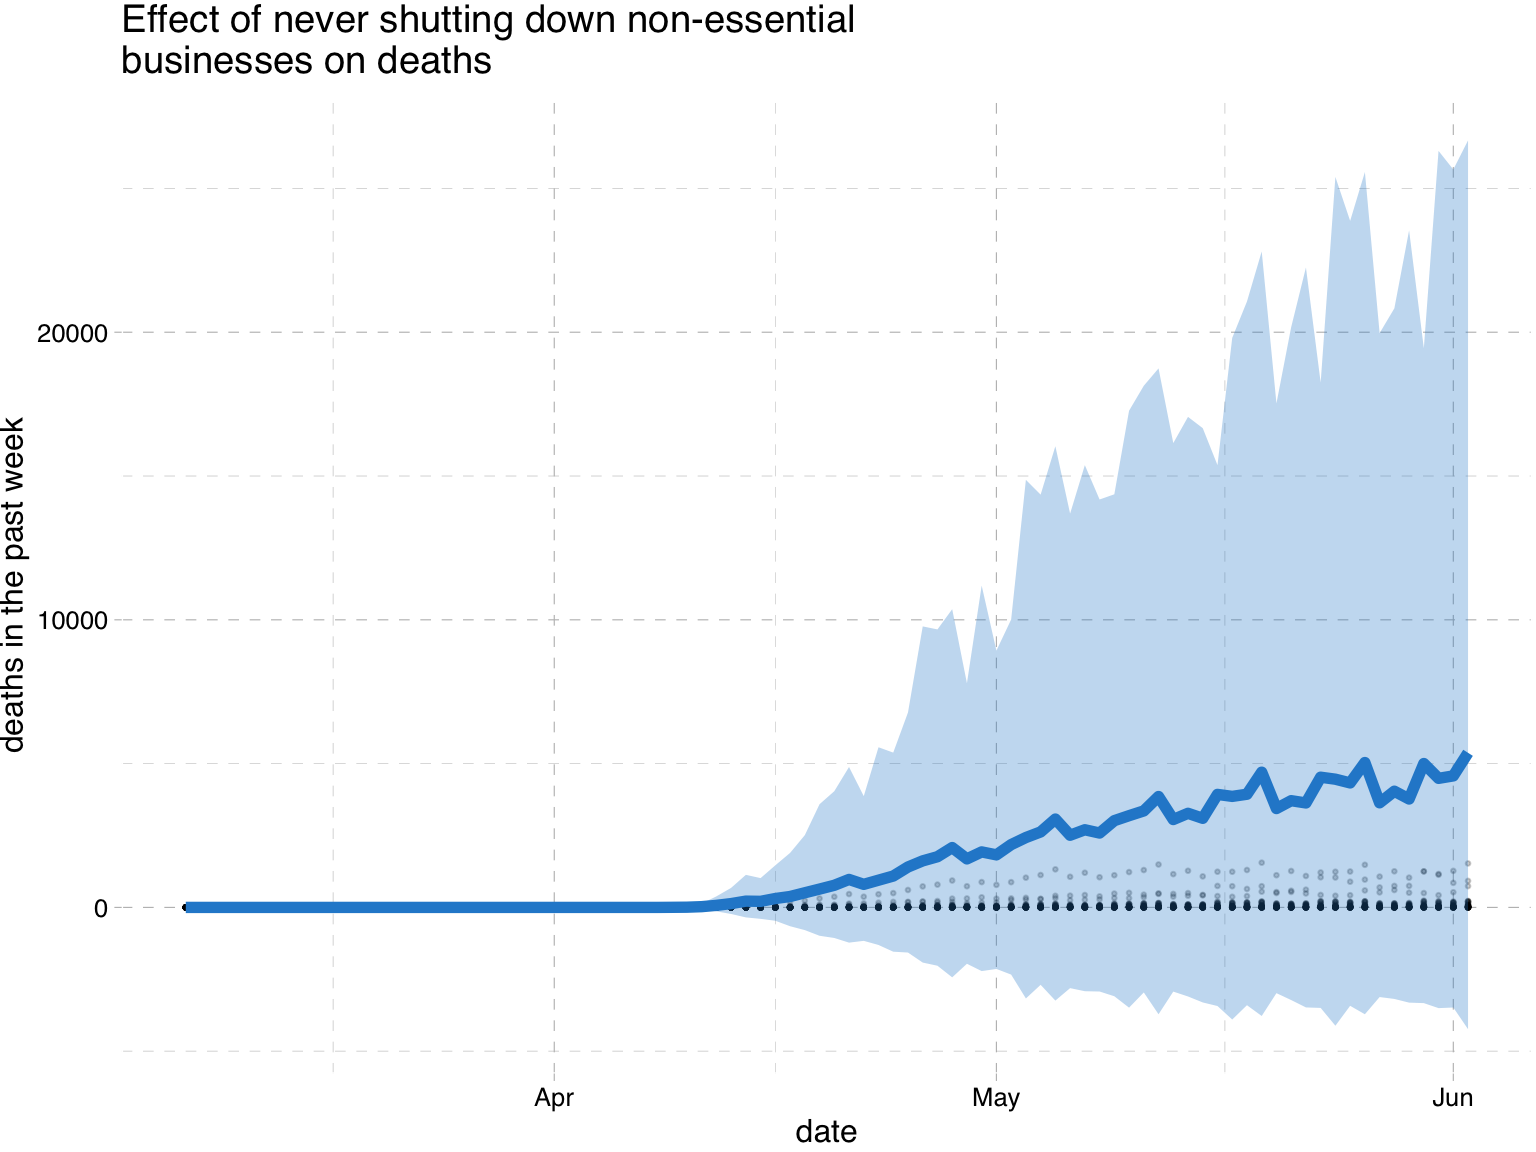 Effect of never shutting down non-essential
businesses on deaths
deaths in the past week
20000
10000
0
Apr
May
Jun
date